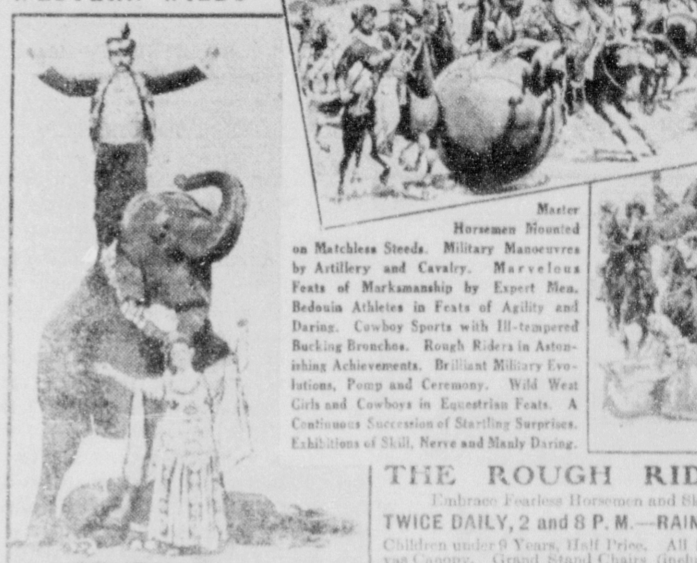 Master
Horsemen Mounted
on Matchless Steeds. Military Manoeuvres
by Artillery and Cavalry. Marvelous
Feats of Marksmanship by Expert Men.
Bedouin Athletes in Feats of Agility and
Daring. Cowboy Sports with Ill-tempered
Bucking Bronchos. Rough Riders in Aston-
ishing Achievements. Brilliant Military Evo-
lutions, Pomp and Ceremony. Wild West
Girls and Cowboys in Equestrian Feats. A
Continuous Succession of Startling Surprises.
Exhibitions of Skill, Nerve and Manly Daring.
THE ROUGH RID
Embrace Fearless Horsemen and
TWICE DAILY, 2 and 8 P. M.—RAIN
Children under 9 Years, Half Price. All
vas Canopy. Grand Stand Chairs